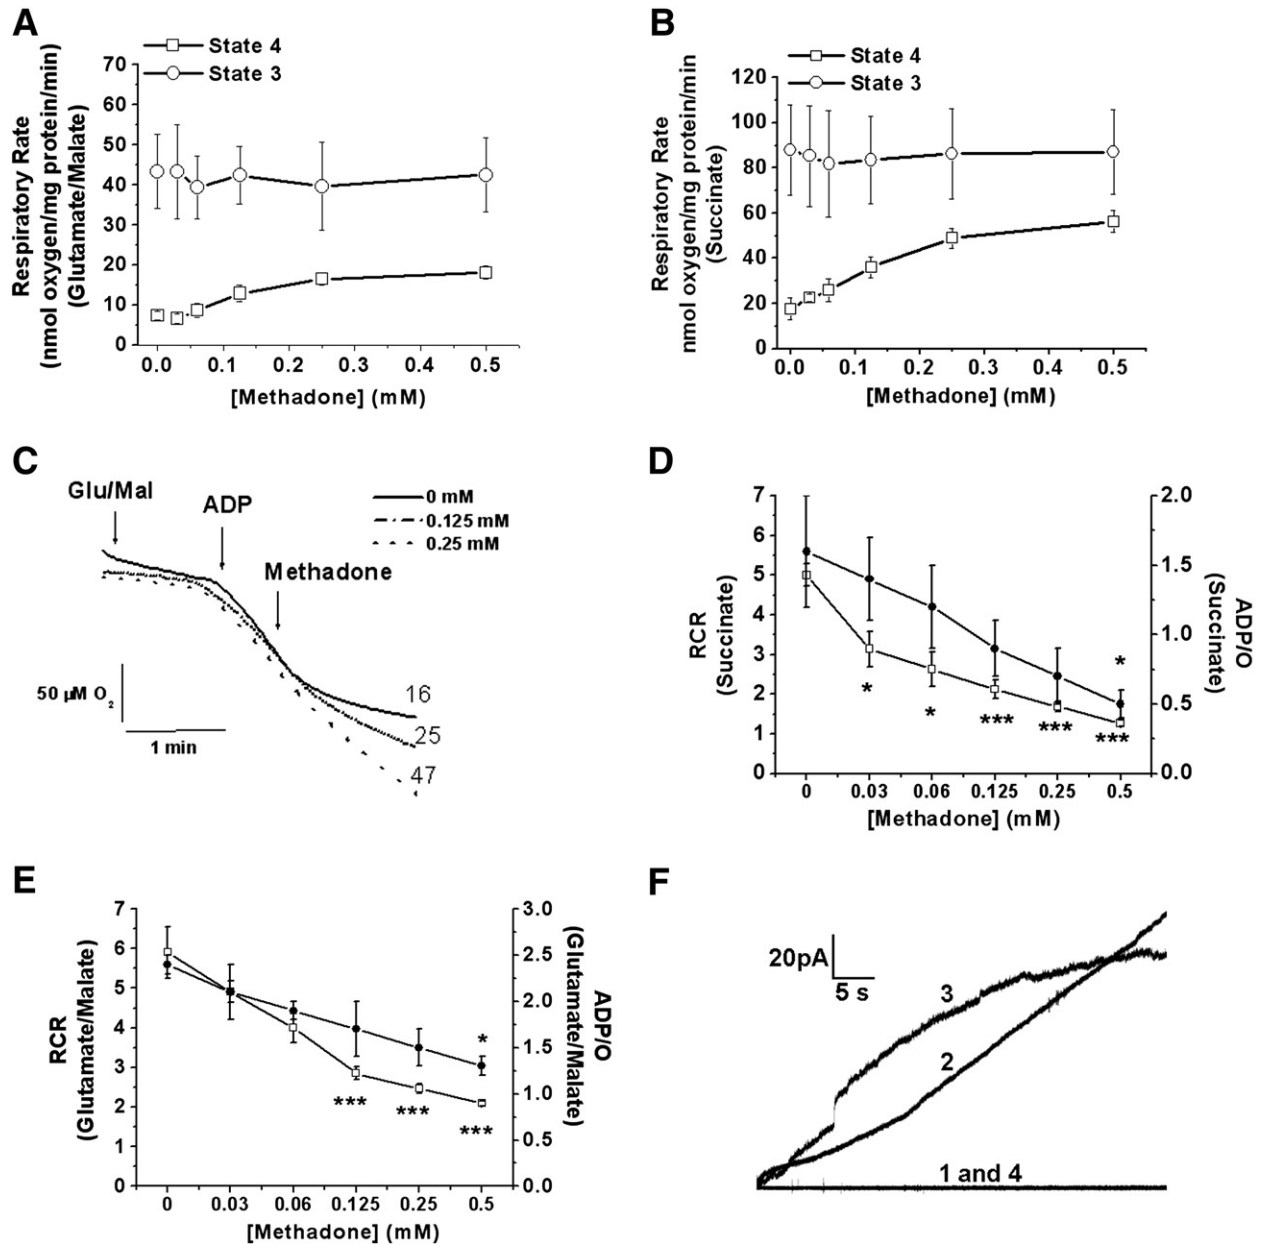 A
State 4
State 3
Respiratory Rate
(nmol oxygen/mg protein/min)
(Glutamate/Malate)
70
60
50
40
30
20
10
0
0.0 0.1 0.2 0.3 0.4 0.5
[Methadone] (mM)
B
State 4
State 3
Respiratory Rate
nmol oxygen/mg protein/min
(Succinate)
120
100
80
60
40
20
0
0.0 0.1 0.2 0.3 0.4 0.5
[Methadone] (mM)
C
Glu/Mal
ADP
Methadone
0 mM
0.125 mM
0.25 mM
50 µM O2
1 min
16
25
47
D
RCR
(Succinate)
7
6
5
4
3
2
1
0
2.0
1.5
1.0
0.5
0.0
ADP/O
(Succinate)
*
*
*
***
***
***
0 0.03 0.06 0.125 0.25 0.5
[Methadone] (mM)
E
RCR
(Glutamate/Malate)
7
6
5
4
3
2
1
0
3.0
2.5
2.0
1.5
1.0
0.5
0.0
ADP/O
(Glutamate/Malate)
*
***
***
***
0 0.03 0.06 0.125 0.25 0.5
[Methadone] (mM)
F
20pA
5 s
3
2
1 and 4